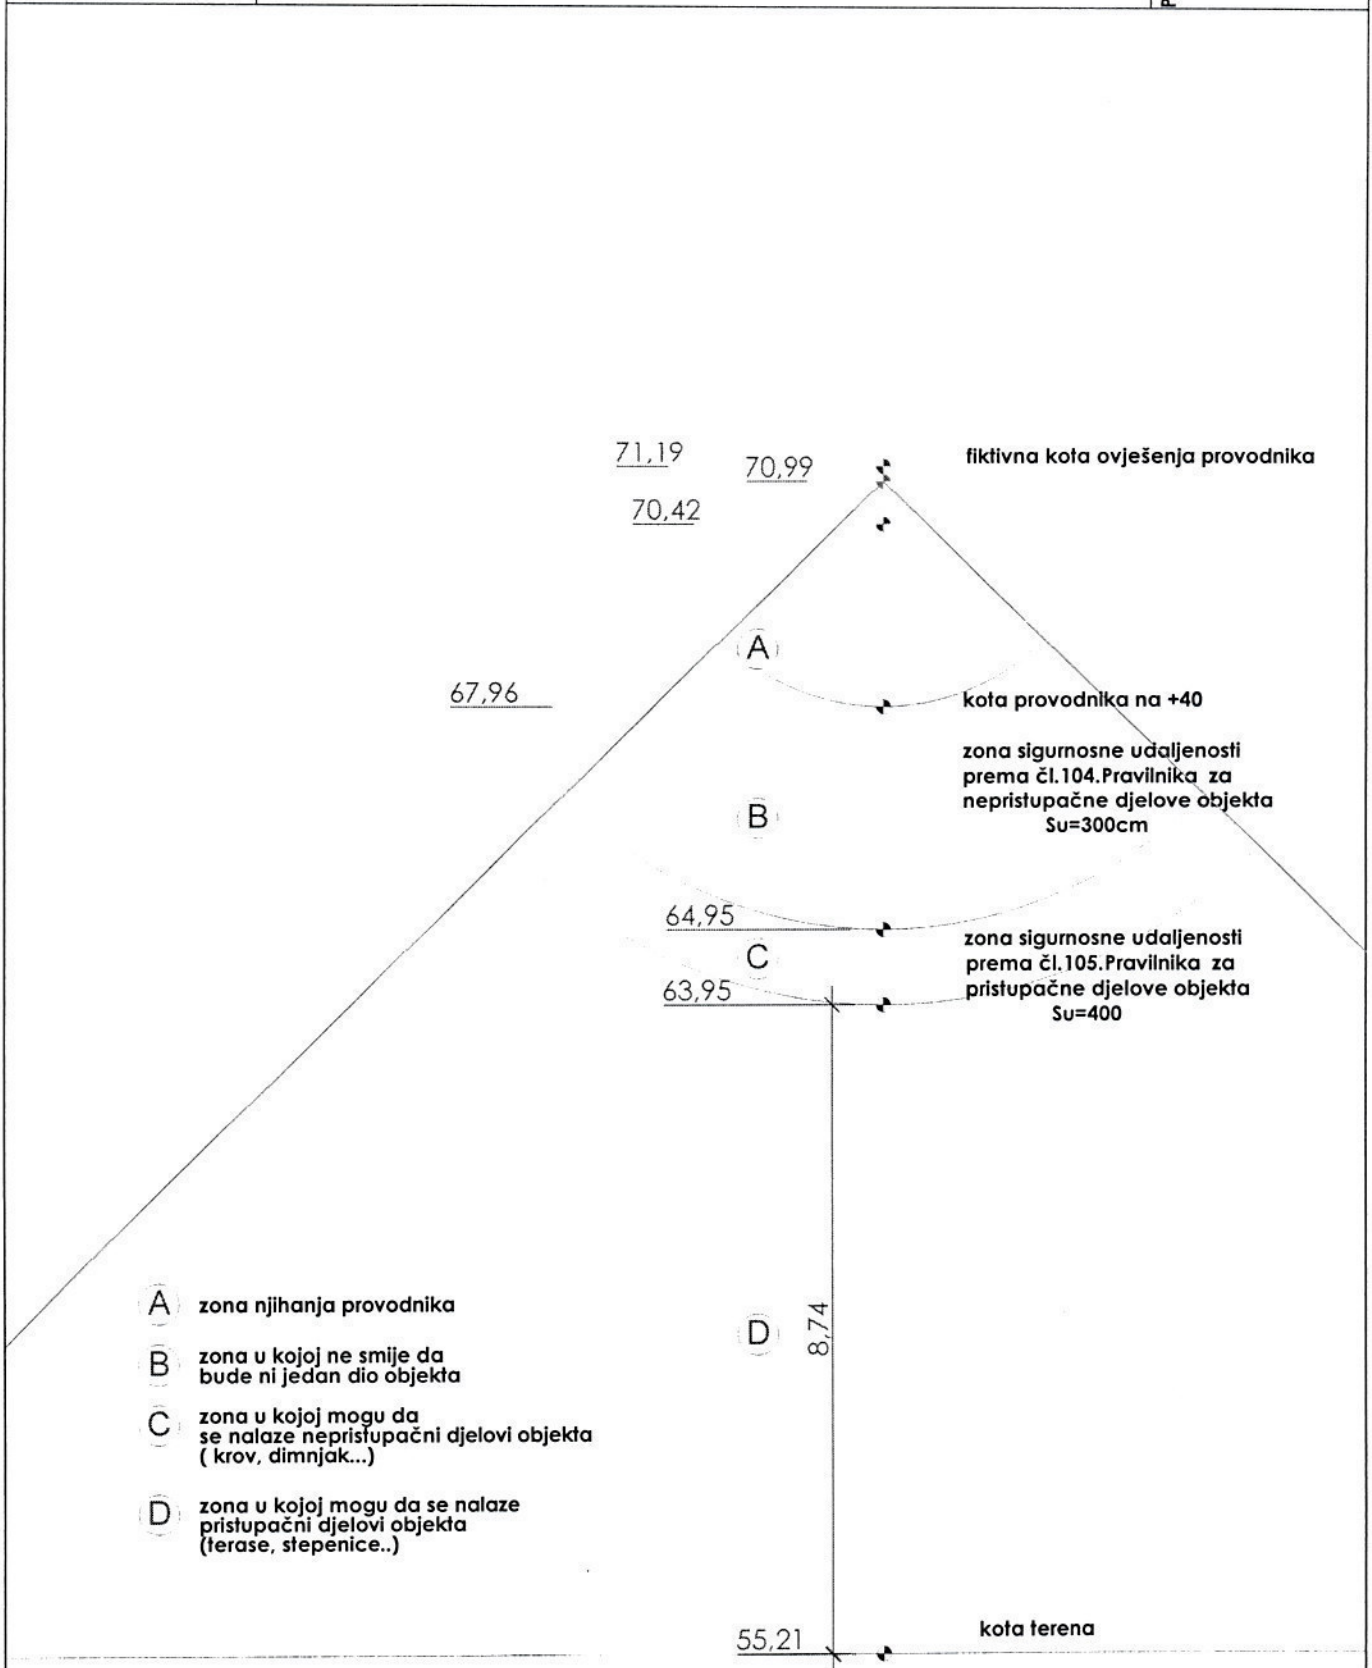 P
71,19
70,99
fiktivna kota ovješenja provodnika
70,42
A
67,96
kota provodnika na +40
zona sigurnosne udaljenosti
prema čl.104.Pravilnika za
nepristupačne djelove objekta
Su=300cm
B
64,95
zona sigurnosne udaljenosti
prema čl.105.Pravilnika za
pristupačne djelove objekta
Su=400
C
63,95
A zona njihanja provodnika
B zona u kojoj ne smije da
bude ni jedan dio objekta
C zona u kojoj mogu da
se nalaze nepristupačni djelovi objekta
( krov, dimnjak...)
D zona u kojoj mogu da se nalaze
pristupačni djelovi objekta
(terase, stepenice..)
D
8,74
55,21
kota terena